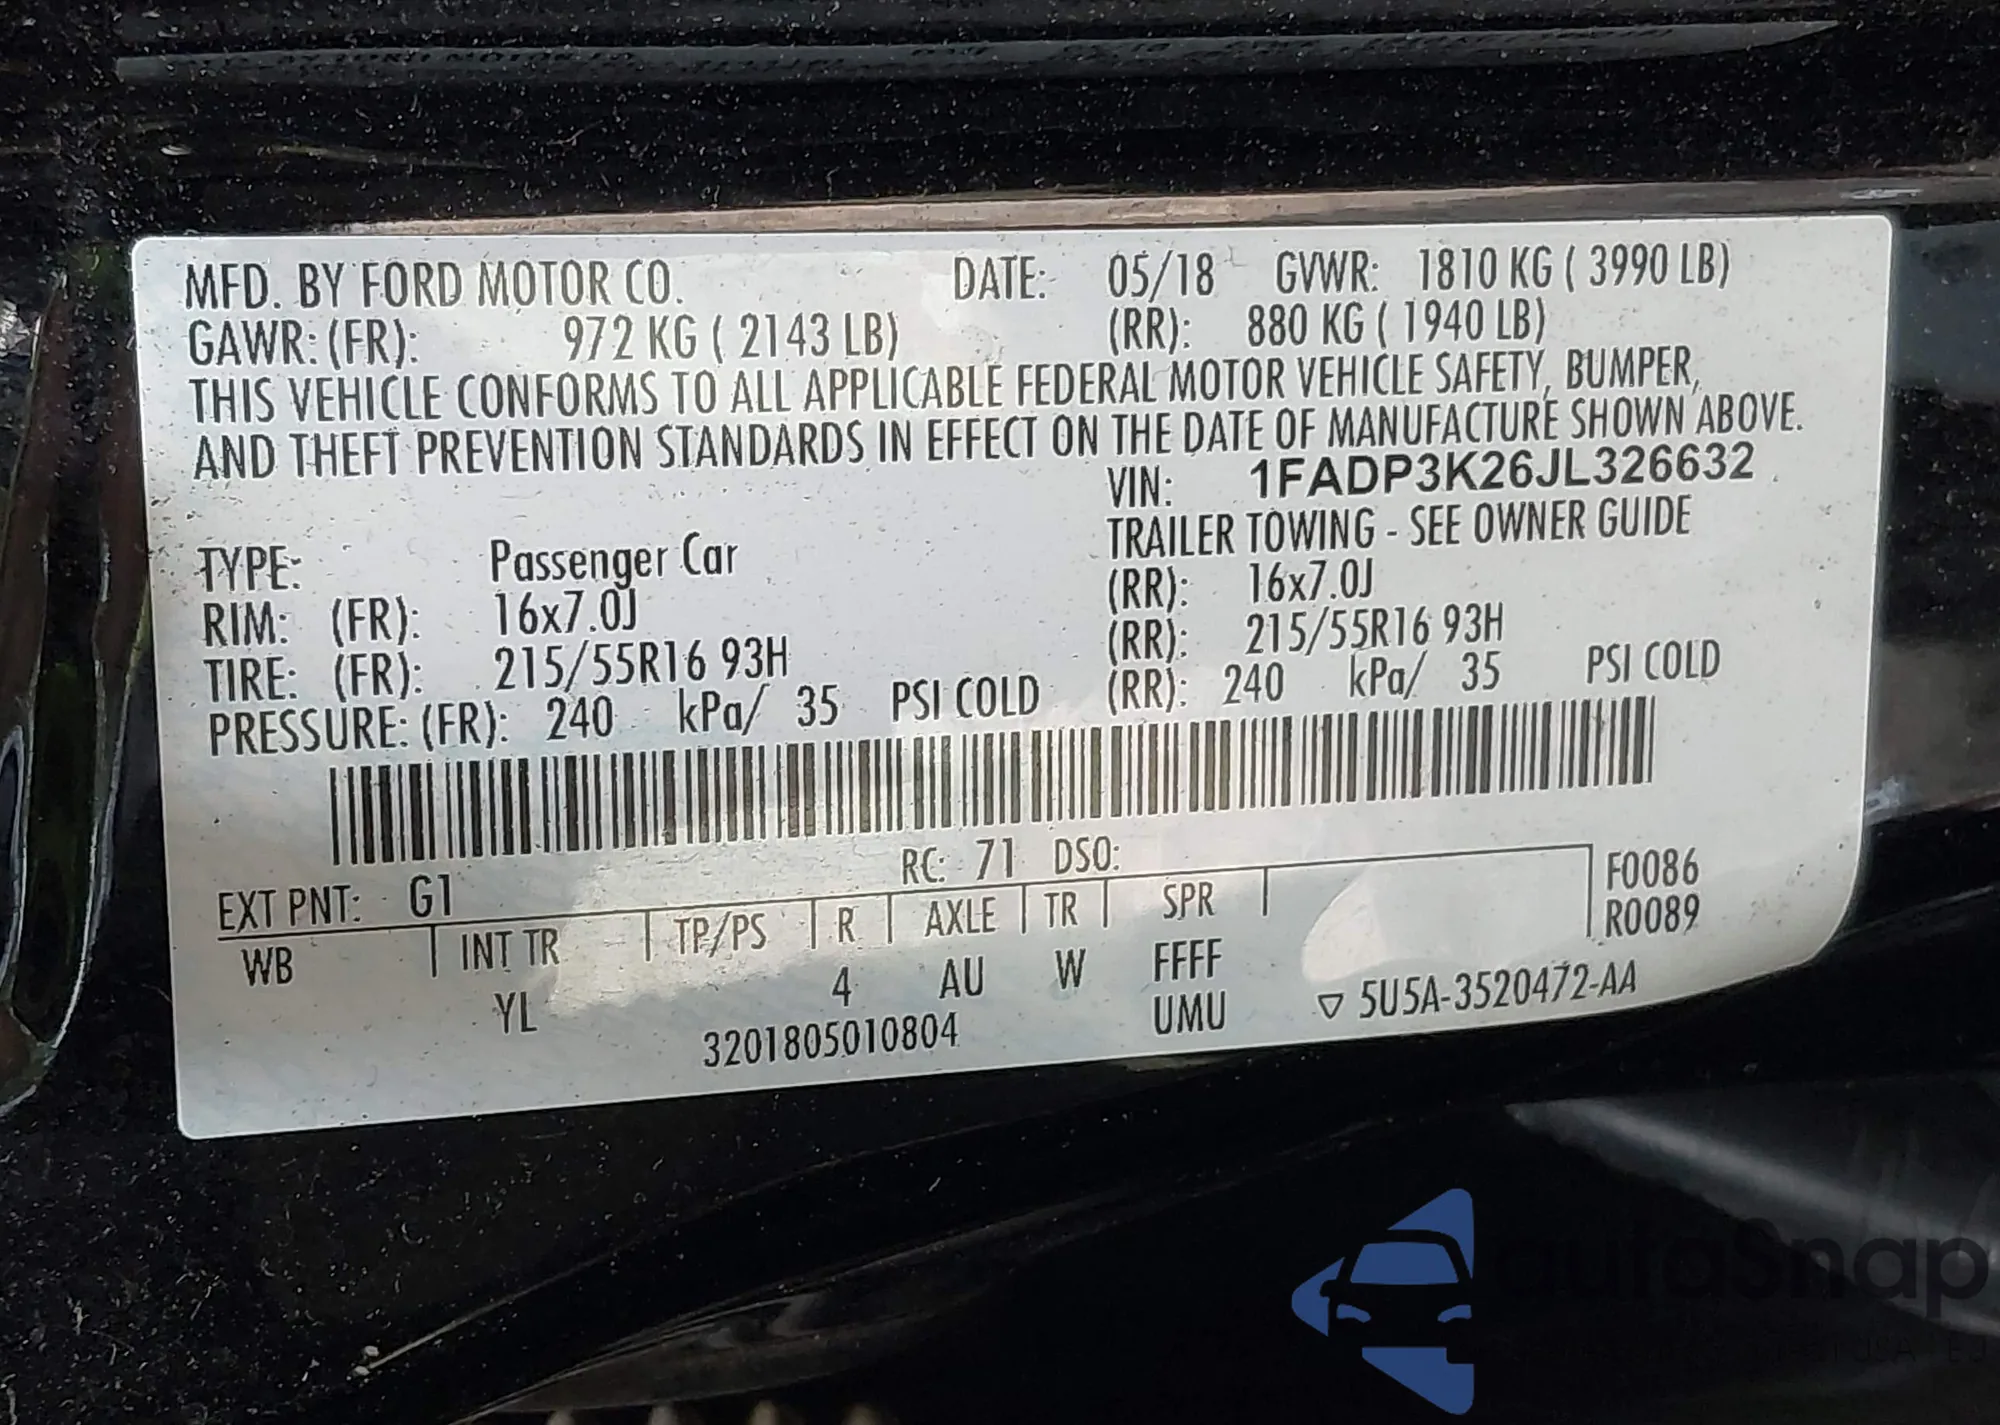 MFD. BY FORD MOTOR CO. DATE: 05/18 GVWR: 1810 KG ( 3990 LB)
GAWR: (FR): 972 KG ( 2143 LB) (RR): 880 KG ( 1940 LB)
THIS VEHICLE CONFORMS TO ALL APPLICABLE FEDERAL MOTOR VEHICLE SAFETY, BUMPER,
AND THEFT PREVENTION STANDARDS IN EFFECT ON THE DATE OF MANUFACTURE SHOWN ABOVE.
VIN: 1FADP3K26JL326632
TRAILER TOWING - SEE OWNER GUIDE
TYPE: Passenger Car
RIM: (FR): 16x7.0J (RR): 16x7.0J
TIRE: (FR): 215/55R16 93H (RR): 215/55R16 93H
PRESSURE: (FR): 240 kPa/ 35 PSI COLD (RR): 240 kPa/ 35 PSI COLD
EXT PNT: G1 RC: 71 DSO: F0086
WB INT TR TP/PS R AXLE TR SPR R0089
YL 4 AU W FFFF
3201805010804 UMU ▽ 5U5A-3520472-AA
autoSnap